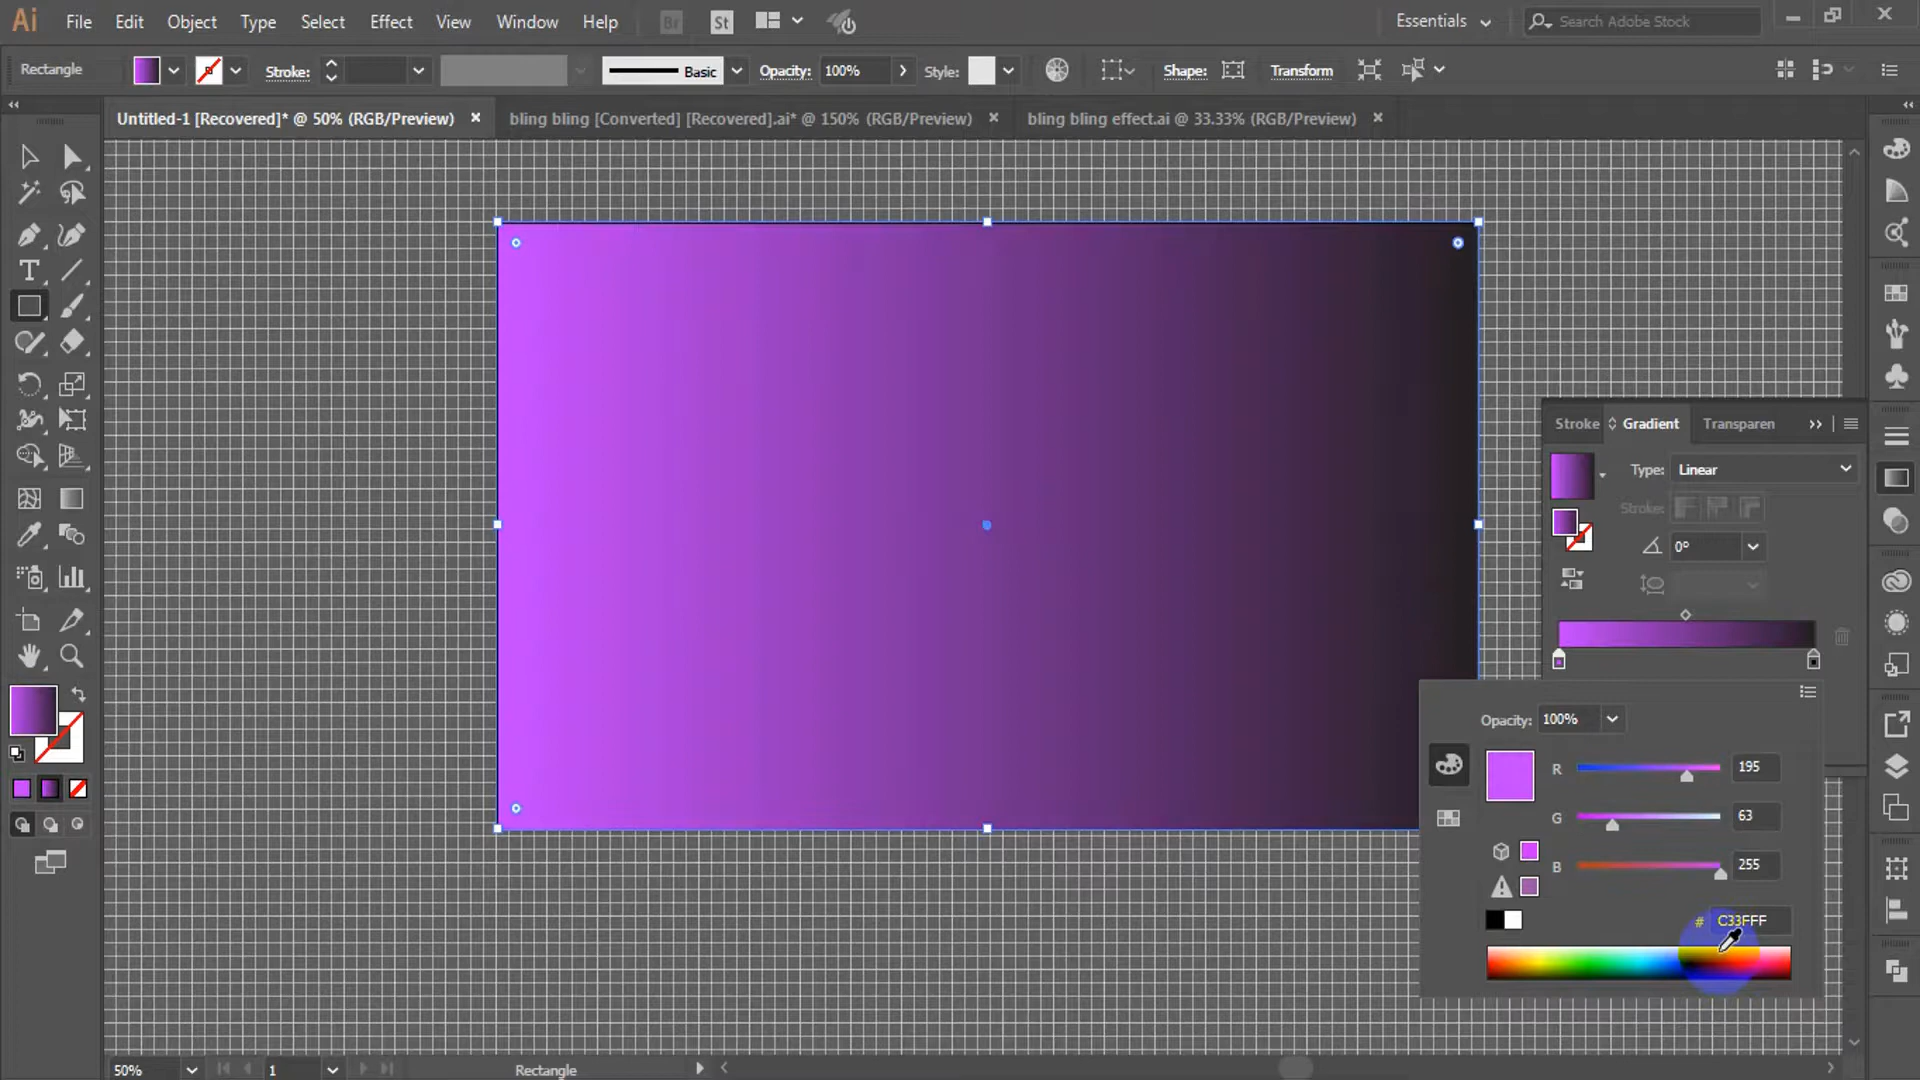 Ai File Edit Object Type Select Effect View Window Help Br St Essentials Search Adobe Stock
Rectangle Stroke: Basic Opacity: 100% Style: Shape: Transform
Untitled-1 [Recovered]* @ 50% (RGB/Preview) × bling bling [Converted] [Recovered].ai* @ 150% (RGB/Preview) × bling bling effect.ai @ 33.33% (RGB/Preview) ×
Stroke Gradient Transparen
Type: Linear
Stroke:
0°
Opacity: 100%
R 195
G 63
B 255
# C33FFF
50% 1 Rectangle